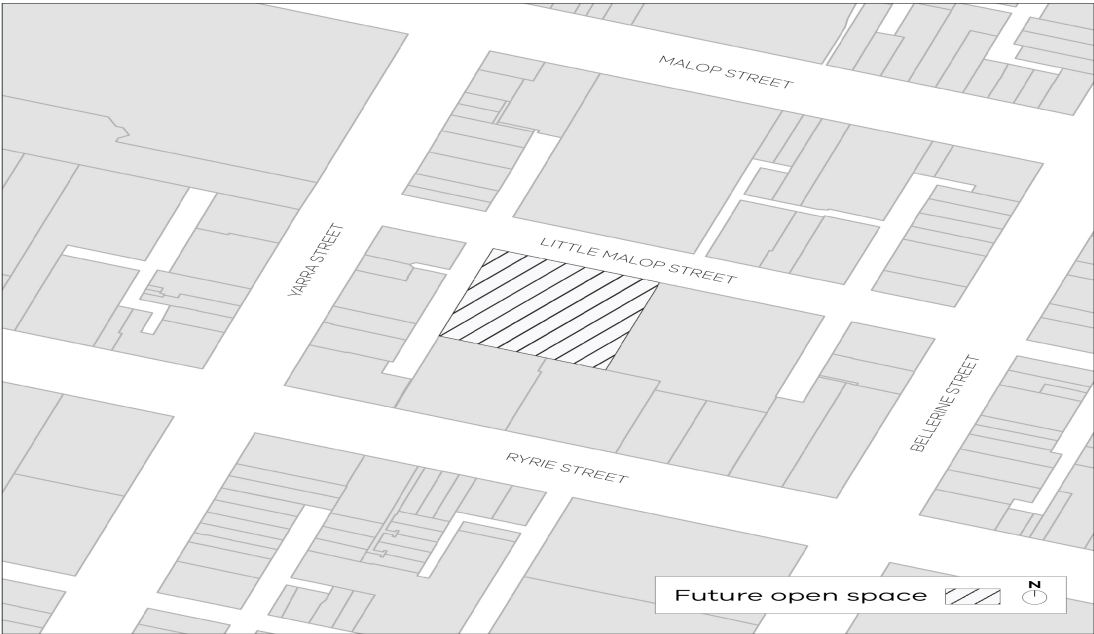 MALOP STREET
YARRA STREET
LITTLE MALOP STREET
BELLERINE STREET
RYRIE STREET
Future open space
N